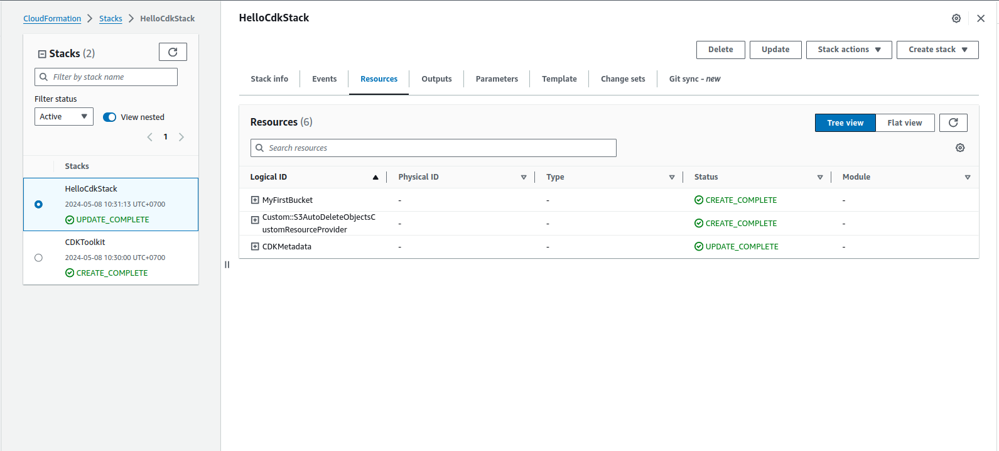 CloudFormation > Stacks > HelloCdkStack
Stacks (2)
Filter by stack name
Filter status
Active
View nested
1
Stacks
HelloCdkStack
2024-05-08 10:31:13 UTC+0700
UPDATE_COMPLETE
CDKToolkit
2024-05-08 10:30:00 UTC+0700
CREATE_COMPLETE
HelloCdkStack
Delete Update Stack actions Create stack
Stack info Events Resources Outputs Parameters Template Change sets Git sync - new
Resources (6)
Tree view Flat view
Search resources
Logical ID Physical ID Type Status Module
MyFirstBucket - - CREATE_COMPLETE -
Custom::S3AutoDeleteObjectsC
ustomResourceProvider - - CREATE_COMPLETE -
CDKMetadata - - UPDATE_COMPLETE -